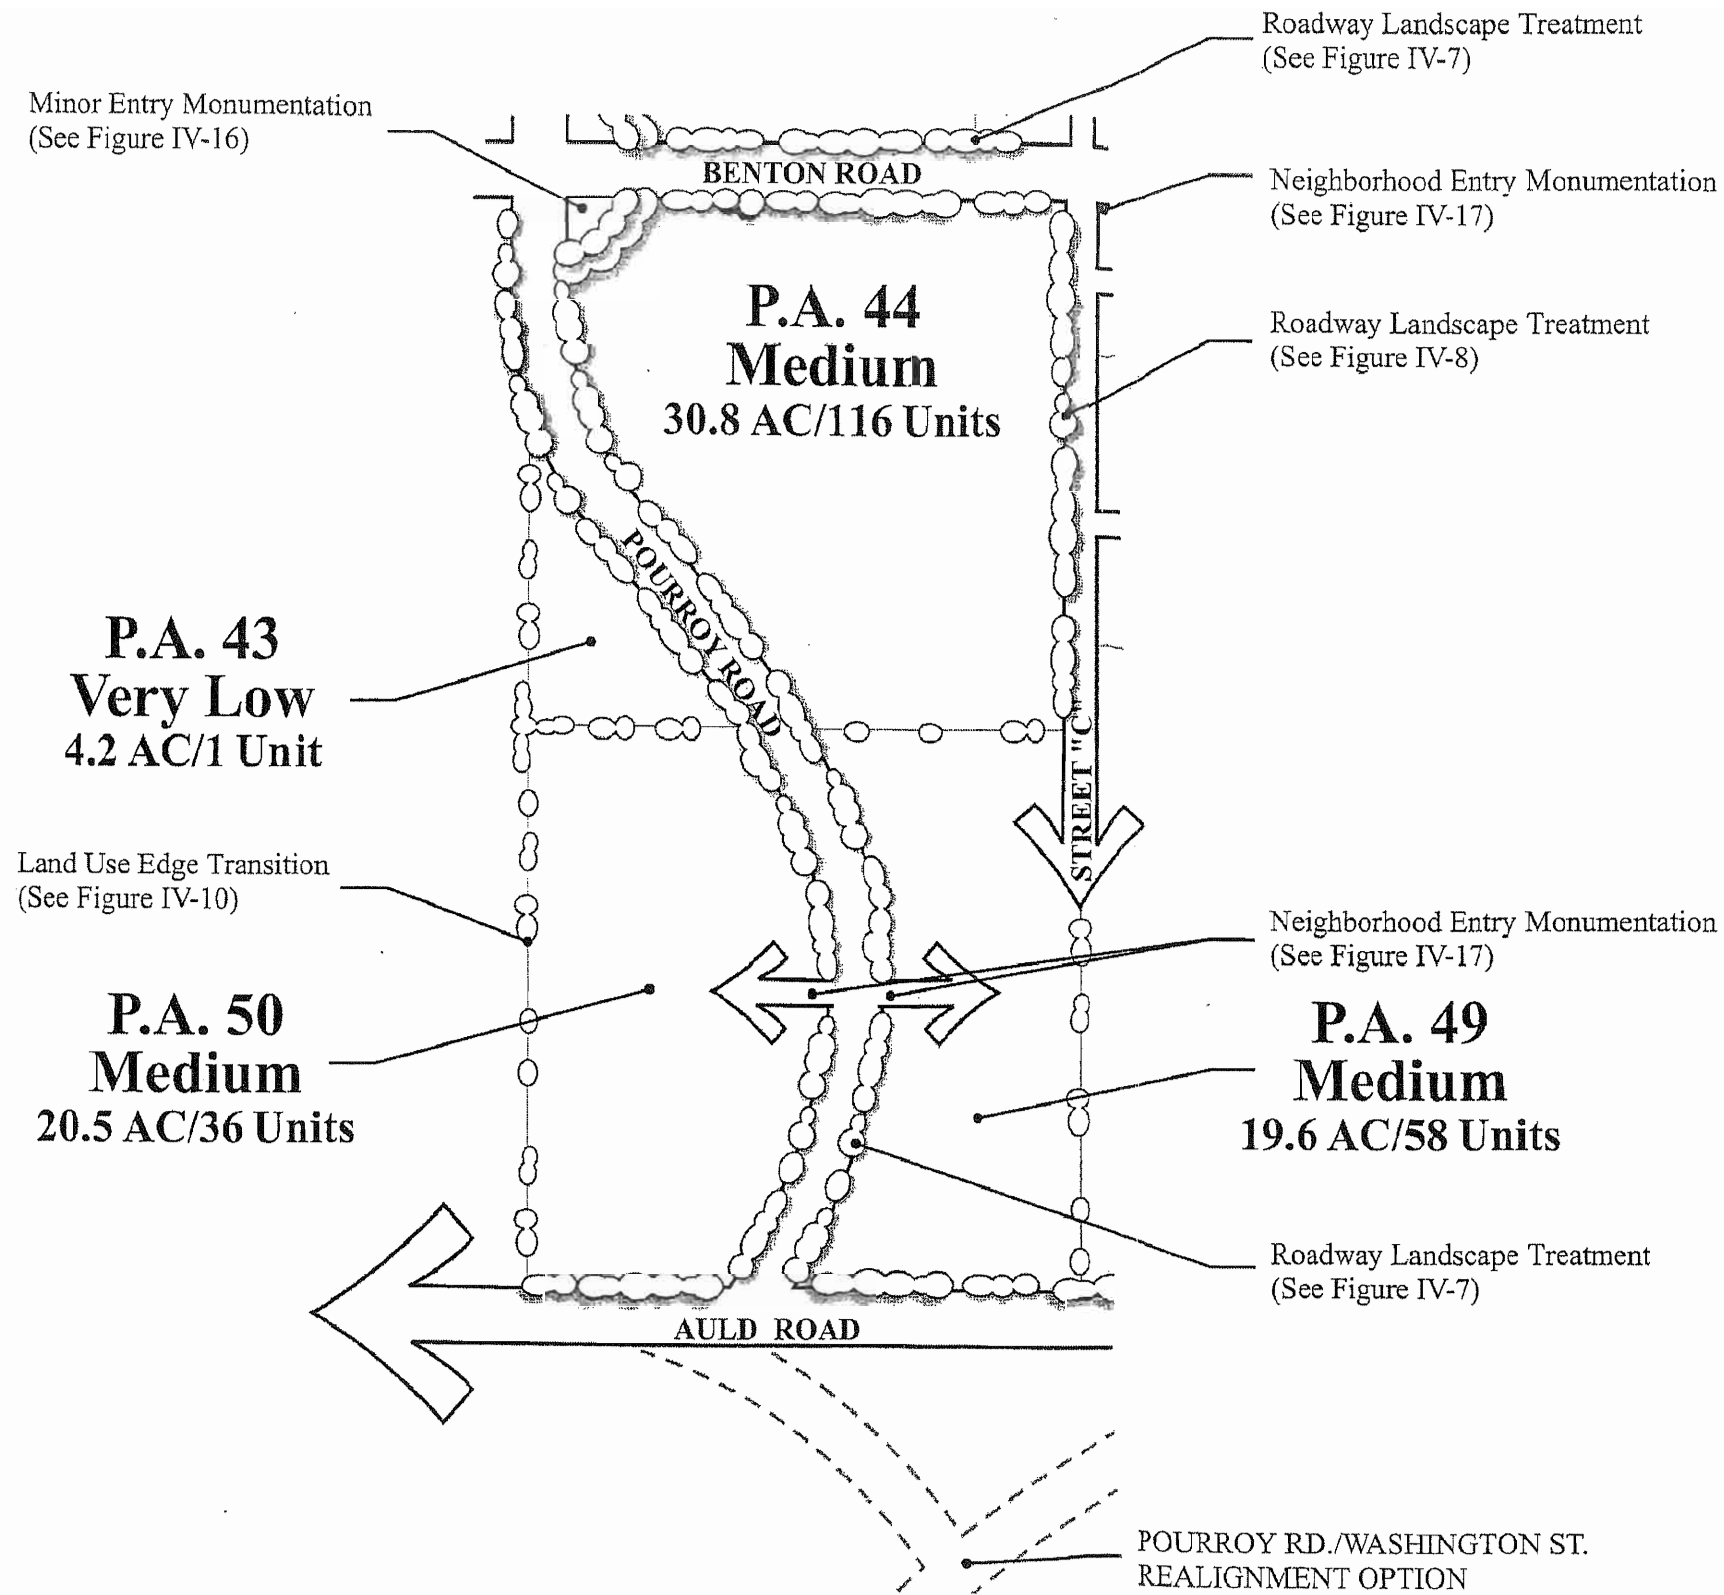 Roadway Landscape Treatment
(See Figure IV-7)
Minor Entry Monumentation
(See Figure IV-16)
BENTON ROAD
Neighborhood Entry Monumentation
(See Figure IV-17)
P.A. 44
Medium
30.8 AC/116 Units
Roadway Landscape Treatment
(See Figure IV-8)
POURROY ROAD
P.A. 43
Very Low
4.2 AC/1 Unit
STREET "C"
Land Use Edge Transition
(See Figure IV-10)
Neighborhood Entry Monumentation
(See Figure IV-17)
P.A. 50
Medium
20.5 AC/36 Units
P.A. 49
Medium
19.6 AC/58 Units
Roadway Landscape Treatment
(See Figure IV-7)
AULD ROAD
POURROY RD./WASHINGTON ST.
REALIGNMENT OPTION